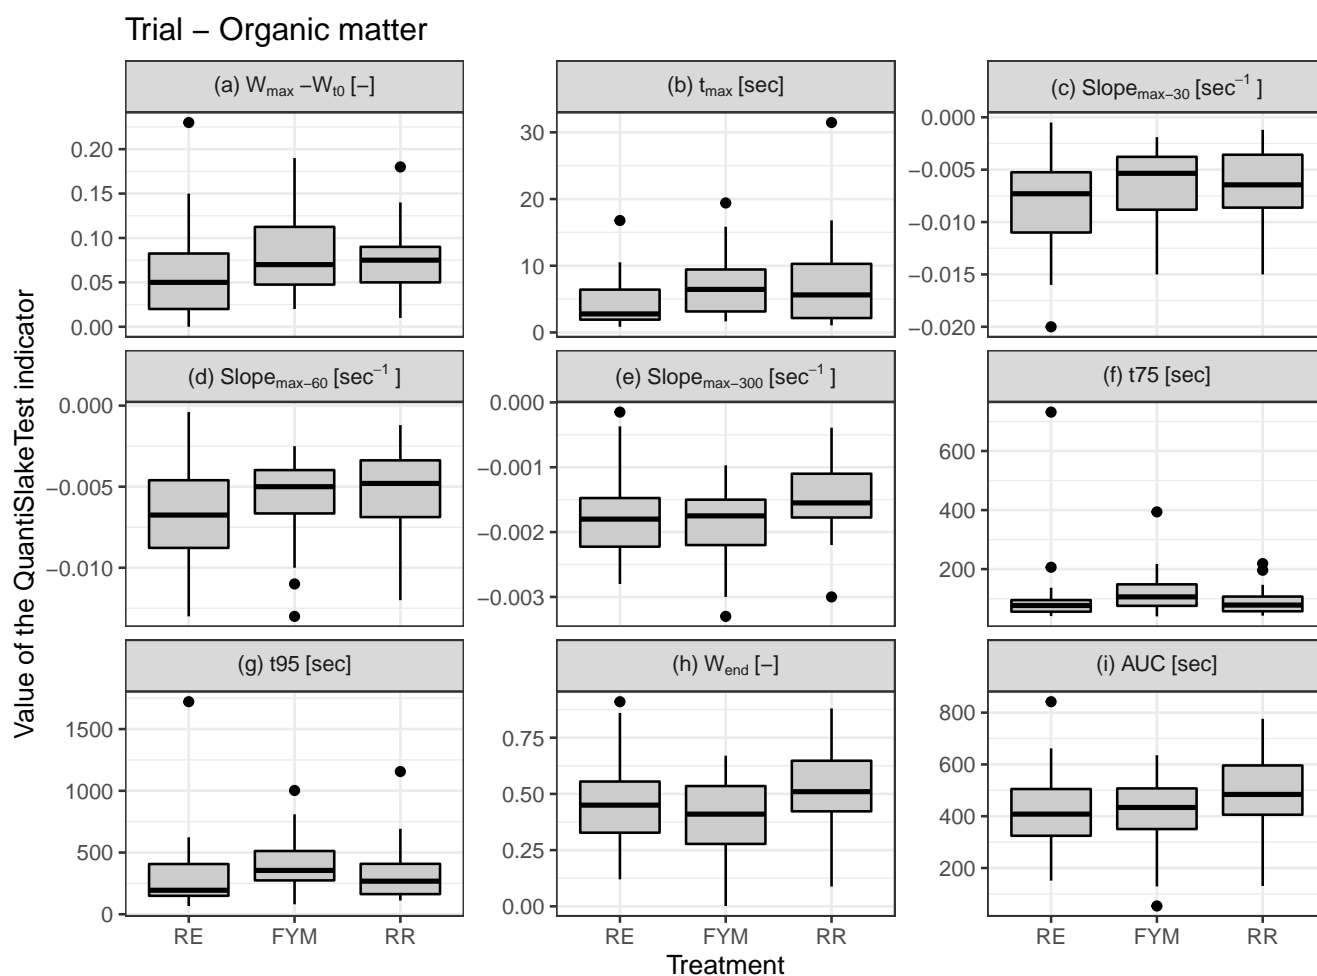 Trial − Organic matter
(a) Wmax −Wt0 [−]
(b) tmax [sec]
(c) Slopemax−30 [sec−1 ]
0.20
0.15
0.10
0.05
0.00
30
20
10
0
0.000
−0.005
−0.010
−0.015
−0.020
(d) Slopemax−60 [sec−1 ]
(e) Slopemax−300 [sec−1 ]
(f) t75 [sec]
0.000
−0.005
−0.010
0.000
−0.001
−0.002
−0.003
600
400
200
(g) t95 [sec]
(h) Wend [−]
(i) AUC [sec]
1500
1000
500
0
0.75
0.50
0.25
0.00
800
600
400
200
RE FYM RR
RE FYM RR
RE FYM RR
Treatment
Value of the QuantiSlakeTest indicator